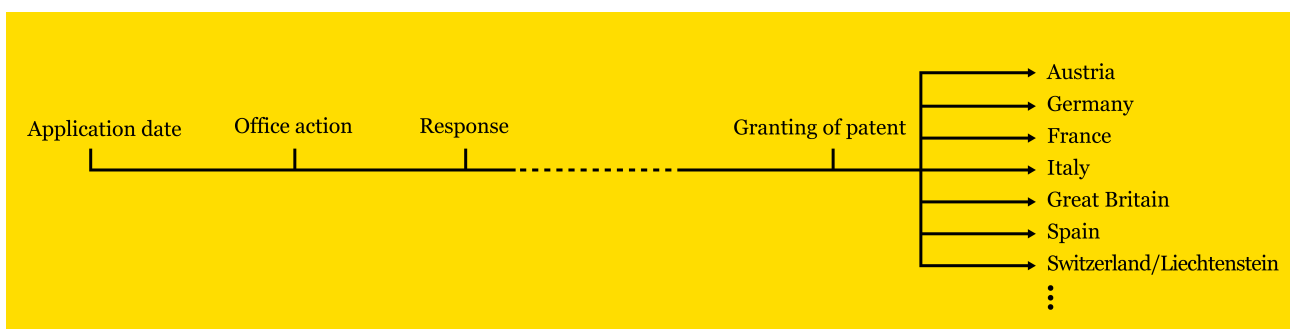 Application date
Office action
Response
Granting of patent
Austria
Germany
France
Italy
Great Britain
Spain
Switzerland/Liechtenstein